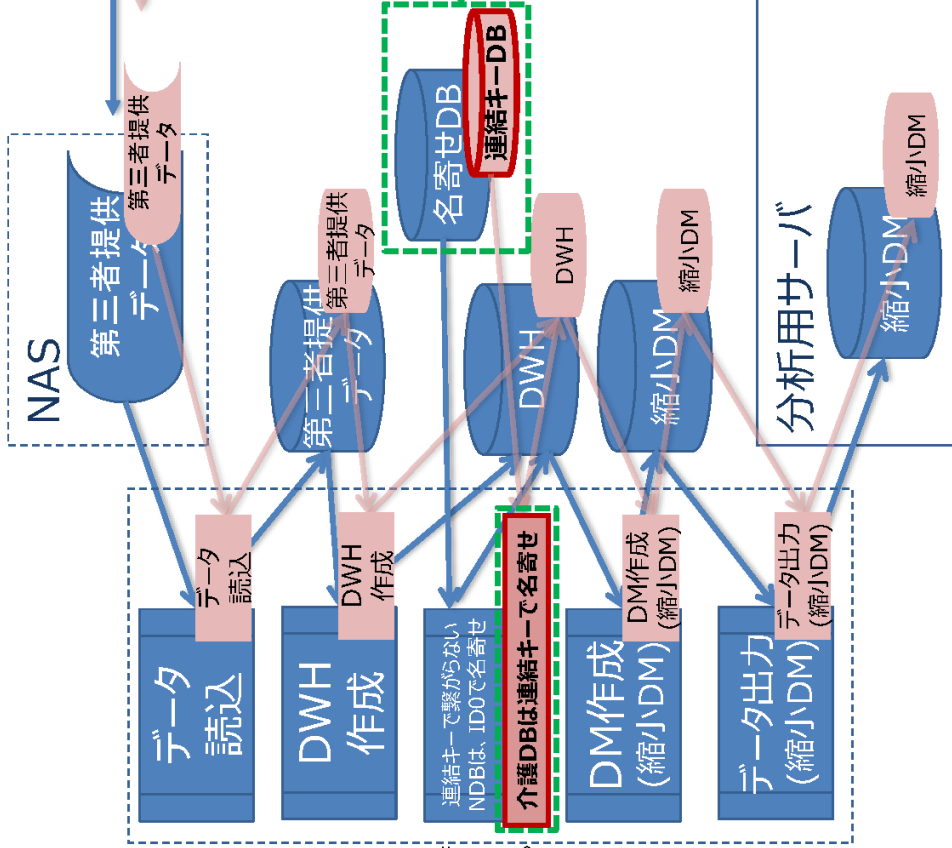 NAS
第三者提供
データ
第三者提供
データ
データ
読込
データ
読込
第三者提供
データ
第三者提供
データ
DWH
作成
DWH
作成
名寄せDB
連結キーDB
連結キーで繋がらない
NDBは、ID0で名寄せ
介護DBは連結キーで名寄せ
DWH
DWH
DM作成
(縮小DM)
DM作成
(縮小DM)
縮小DM
縮小DM
データ出力
(縮小DM)
データ出力
(縮小DM)
分析用サーバ
縮小DM
縮小DM